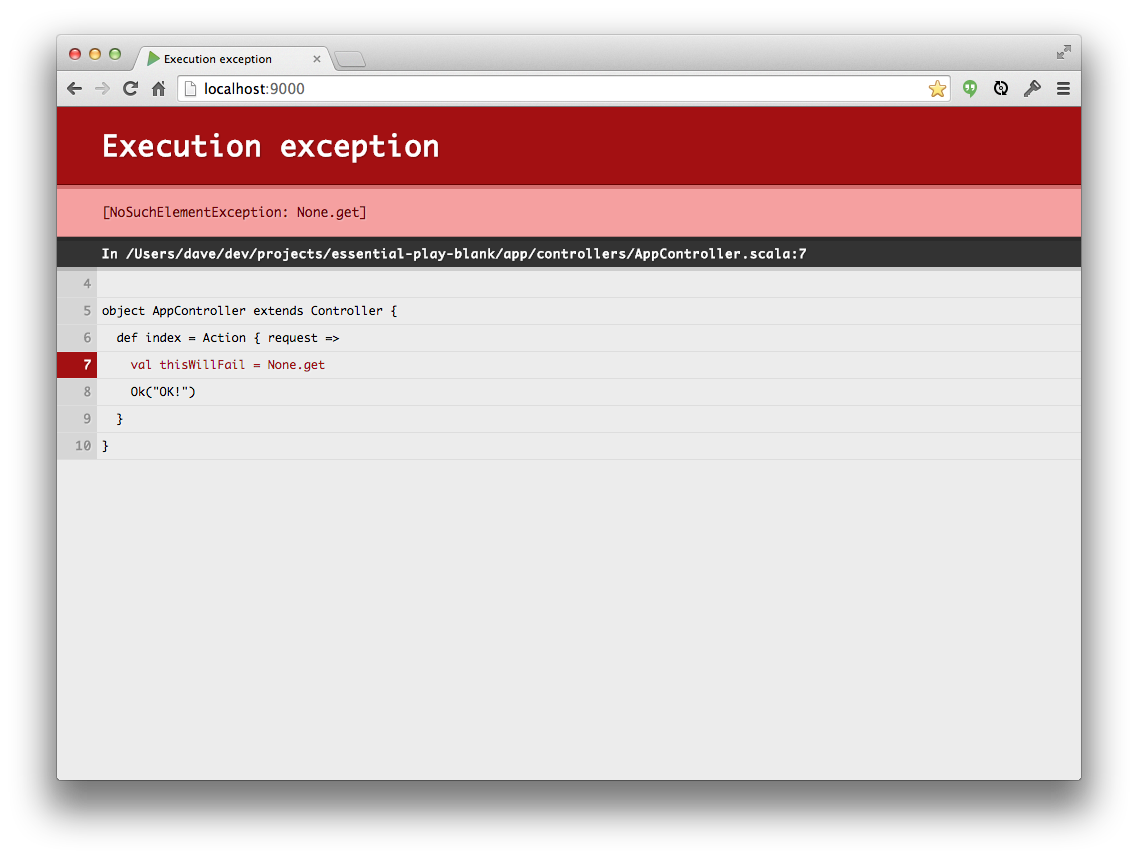 Execution exception
localhost:9000
Execution exception
[NoSuchElementException: None.get]
In /Users/dave/dev/projects/essential-play-blank/app/controllers/AppController.scala:7
4
5 object AppController extends Controller {
6   def index = Action { request =>
7     val thisWillFail = None.get
8     Ok("OK!")
9   }
10 }